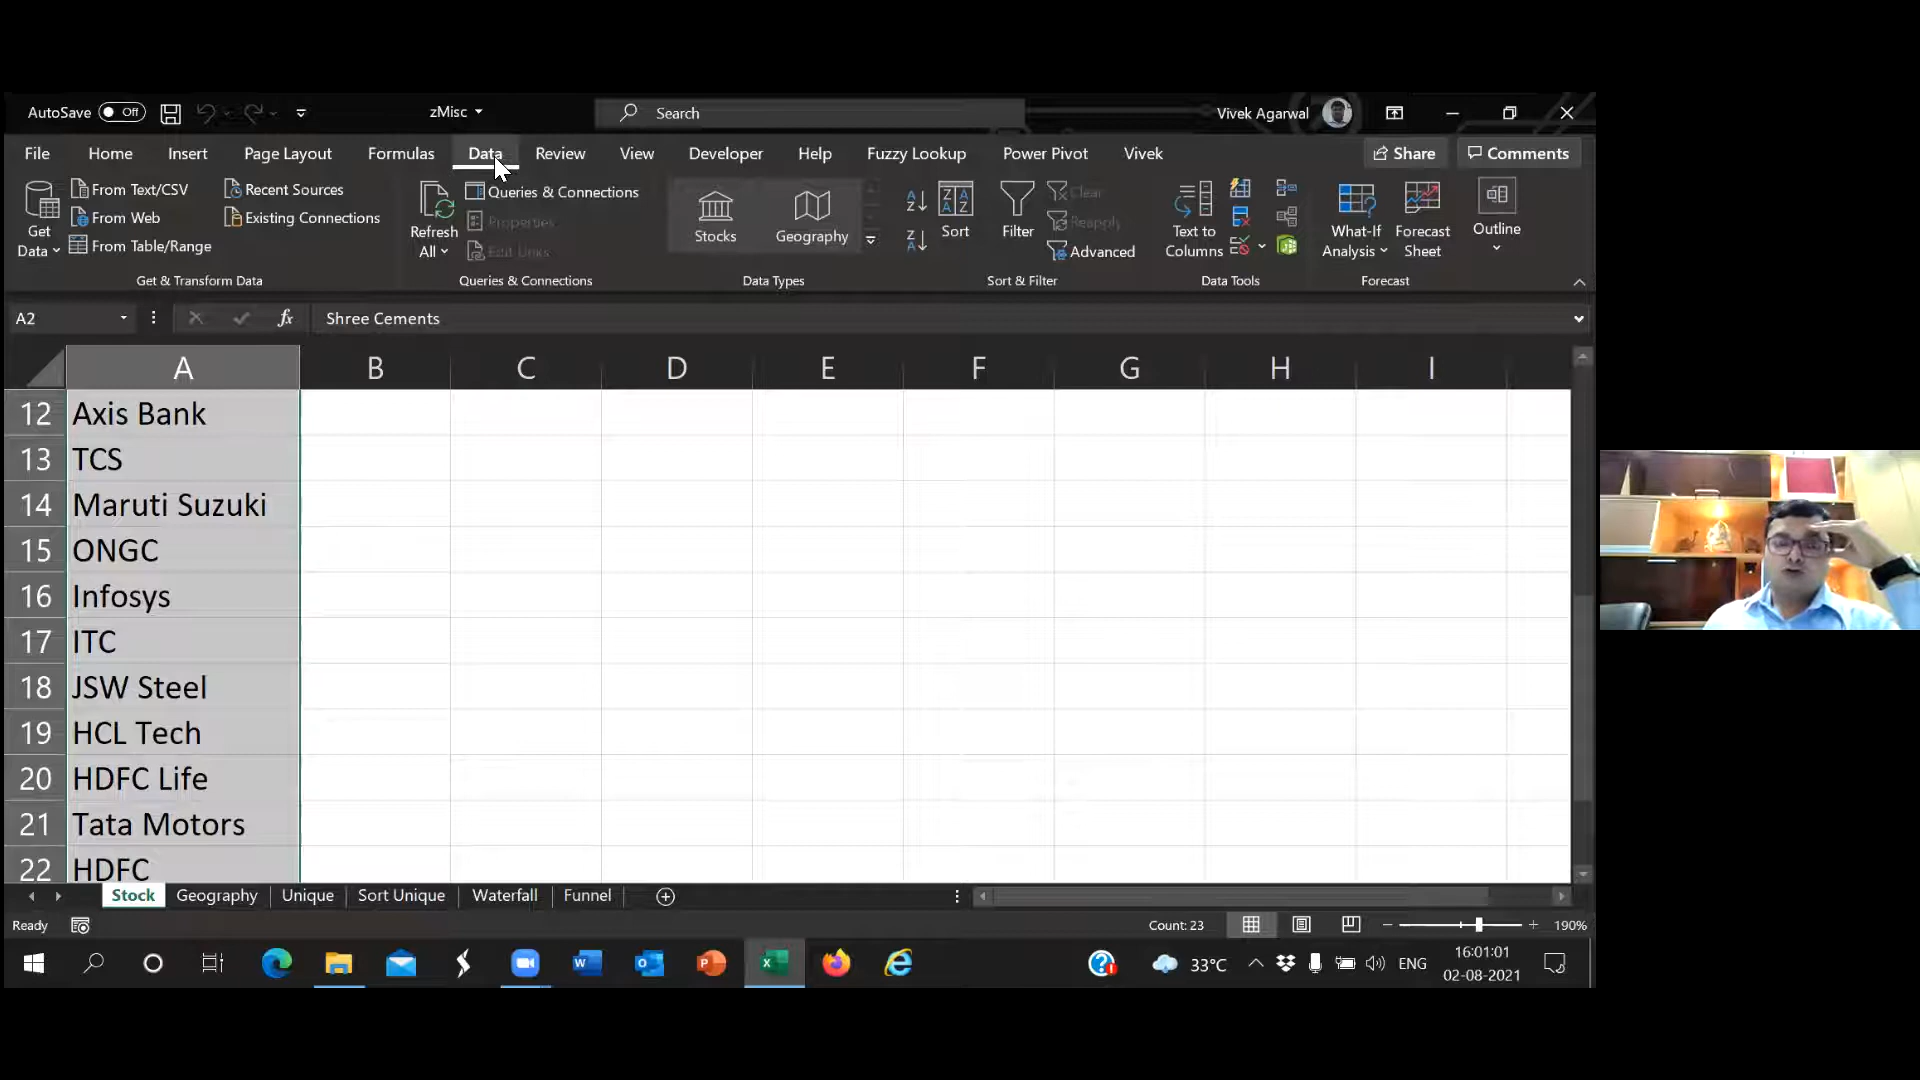 AutoSave Off zMisc Search Vivek Agarwal
File Home Insert Page Layout Formulas Data Review View Developer Help Fuzzy Lookup Power Pivot Vivek Share Comments
Get Data
From Text/CSV
From Web
From Table/Range
Recent Sources
Existing Connections
Get & Transform Data
Refresh All
Queries & Connections
Properties
Edit Links
Queries & Connections
Stocks
Geography
Data Types
Sort
Filter
Clear
Reapply
Advanced
Sort & Filter
Text to Columns
Data Tools
What-If Analysis
Forecast Sheet
Forecast
Outline
A2 fx Shree Cements
A B C D E F G H I
12 Axis Bank
13 TCS
14 Maruti Suzuki
15 ONGC
16 Infosys
17 ITC
18 JSW Steel
19 HCL Tech
20 HDFC Life
21 Tata Motors
22 HDFC
Stock Geography Unique Sort Unique Waterfall Funnel
Ready Count: 23 190%
33°C ENG 16:01:01
02-08-2021